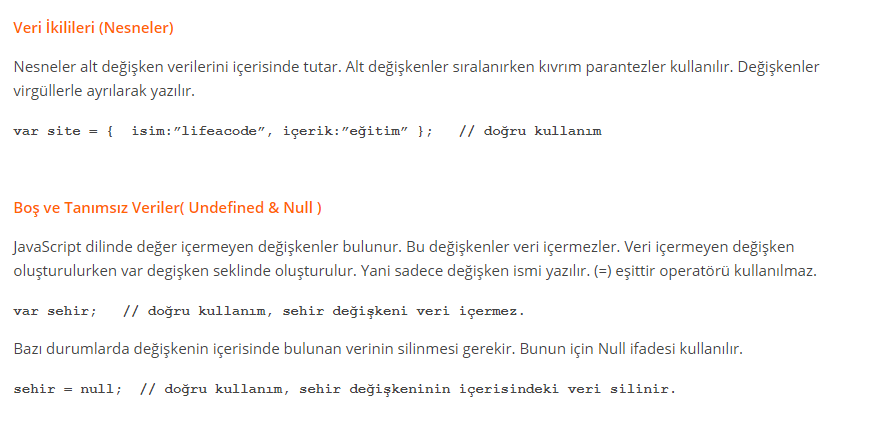 Veri İkilileri (Nesneler)
Nesneler alt değişken verilerini içerisinde tutar. Alt değişkenler sıralanırken kıvrım parantezler kullanılır. Değişkenler
virgüllerle ayrılarak yazılır.
var site = {  isim:”lifeacode”, içerik:”eğitim” };   // doğru kullanım
Boş ve Tanımsız Veriler( Undefined & Null )
JavaScript dilinde değer içermeyen değişkenler bulunur. Bu değişkenler veri içermezler. Veri içermeyen değişken
oluşturulurken var degişken seklinde oluşturulur. Yani sadece değişken ismi yazılır. (=) eşittir operatörü kullanılmaz.
var sehir;   // doğru kullanım, sehir değişkeni veri içermez.
Bazı durumlarda değişkenin içerisinde bulunan verinin silinmesi gerekir. Bunun için Null ifadesi kullanılır.
sehir = null;  // doğru kullanım, sehir değişkeninin içerisindeki veri silinir.